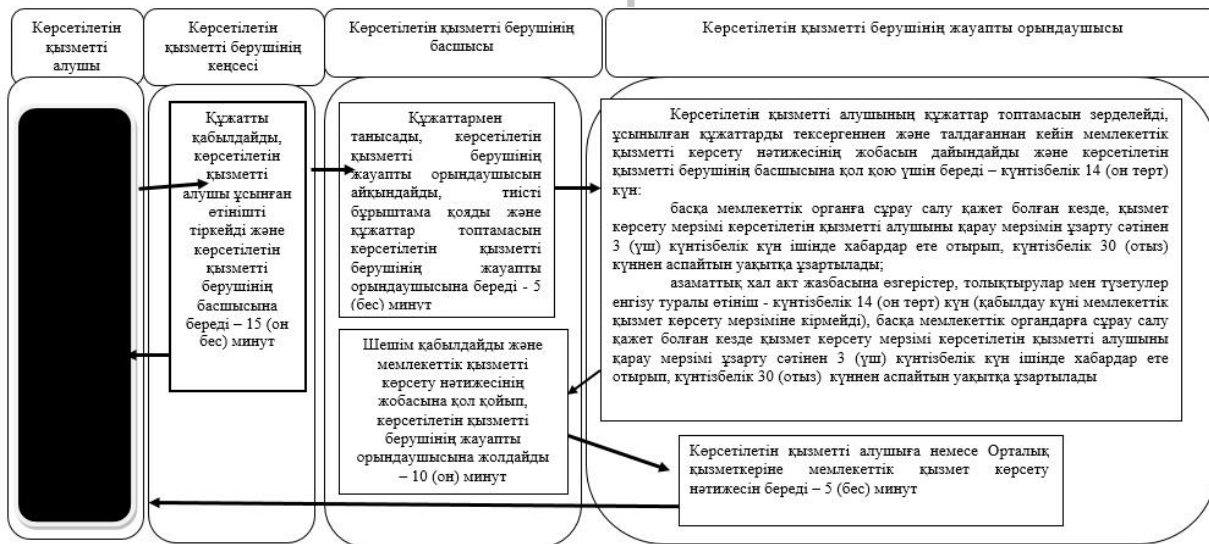 Көрсетілетін
қызметті
алушы
Көрсетілетін
қызметті берушінің
кеңсесі
Көрсетілетін қызметті берушінің
басшысы
Көрсетілетін қызметті берушінің жауапты орындаушысы
Құжатты
қабылдайды,
көрсетілетін
қызметті
алушы ұсынған
өтінішті
тіркейді және
көрсетілетін
қызметті
берушінің
басшысына
береді – 15 (он
бес) минут
Құжаттармен
танысады, көрсетілетін
қызметті берушінің
жауапты орындаушысын
айқындайды, тиісті
бұрыштама қояды және
құжаттар топтамасын
көрсетілетін қызметті
берушінің жауапты
орындаушысына береді - 5
(бес) минут
Шешім қабылдайды және
мемлекеттік қызметті
көрсету нәтижесінің
жобасына қол қойып,
көрсетілетін қызметті
берушінің жауапты
орындаушысына жолдайды
– 10 (он) минут
Көрсетілетін қызметті алушының құжаттар топтамасын зерделейді,
ұсынылған құжаттарды тексергеннен және талдағаннан кейін мемлекеттік
қызметті көрсету нәтижесінің жобасын дайындайды және көрсетілетін
қызметті берушінің басшысына қол қою үшін береді – күнтізбелік 14 (он төрт)
күн:
басқа мемлекеттік органға сұрау салу қажет болған кезде, қызмет
көрсету мерзімі көрсетілетін қызметті алушыны қарау мерзімін ұзарту сәтінен
3 (үш) күнтізбелік күн ішінде хабардар ете отырып, күнтізбелік 30 (отыз)
күннен аспайтын уақытқа ұзартылады;
азаматтық хал акт жазбасына өзгерістер, толықтырулар мен түзетулер
енгізу туралы өтініш - күнтізбелік 14 (он төрт) күн (қабылдау күні мемлекеттік
қызмет көрсету мерзіміне кірмейді), басқа мемлекеттік органдарға сұрау салу
қажет болған кезде қызмет көрсету мерзімі көрсетілетін қызметті алушыны
қарау мерзімі ұзарту сәтінен 3 (үш) күнтізбелік күн ішінде хабардар ете
отырып, күнтізбелік 30 (отыз) күннен аспайтын уақытқа ұзартылады
Көрсетілетін қызметті алушыға немесе Орталық
қызметкеріне мемлекеттік қызмет көрсету
нәтижесін береді – 5 (бес) минут